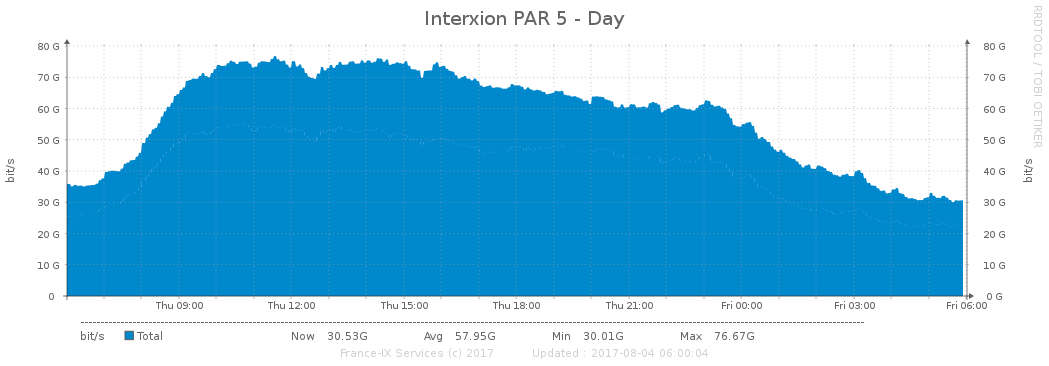 Interxion PAR 5 - Day
RRDTOOL / TOBI OETIKER
80 G 80 G
70 G 70 G
60 G 60 G
50 G 50 G
40 G 40 G
30 G 30 G
20 G 20 G
10 G 10 G
0 0 G
bit/s bit/s
Thu 09:00 Thu 12:00 Thu 15:00 Thu 18:00 Thu 21:00 Fri 00:00 Fri 03:00 Fri 06:00
bit/s Total Now 30.53G Avg 57.95G Min 30.01G Max 76.67G
France-IX Services (c) 2017 Updated : 2017-08-04 06:00:04